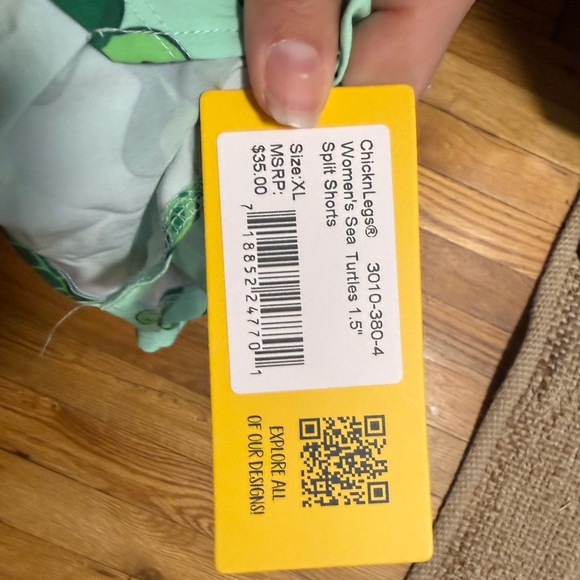 ChicknLegs® 3010-380-4
Women's Sea Turtles 1.5"
Split Shorts
Size:XL
MSRP:
$35.00
7 18852 24770 1
EXPLORE ALL
OF OUR DESIGNS!